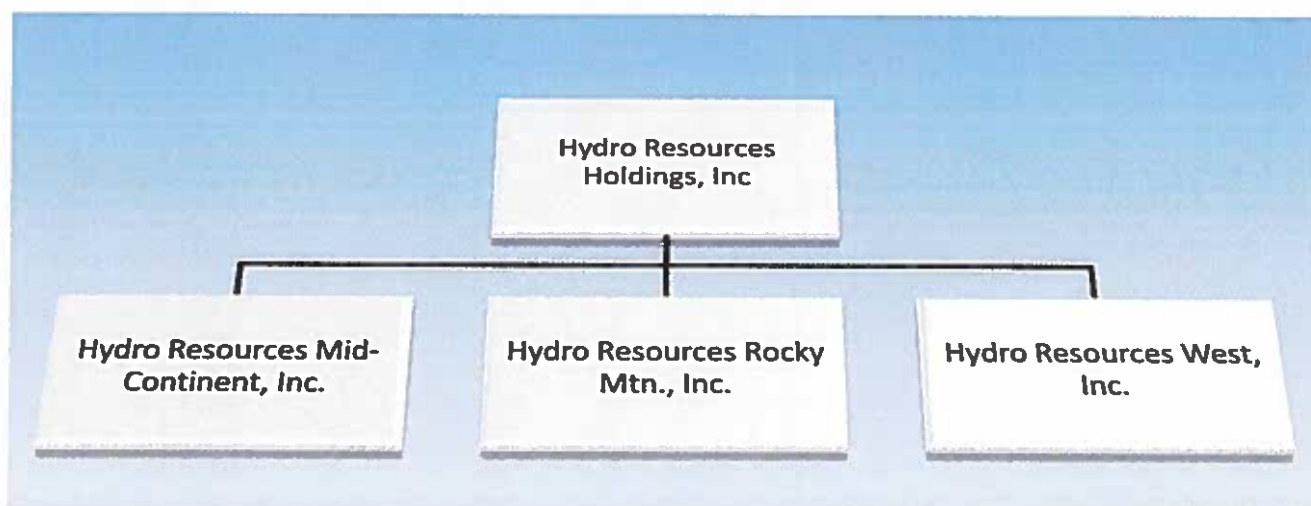 Hydro Resources
Holdings, Inc
Hydro Resources Mid-
Continent, Inc.
Hydro Resources Rocky
Mtn., Inc.
Hydro Resources West,
Inc.